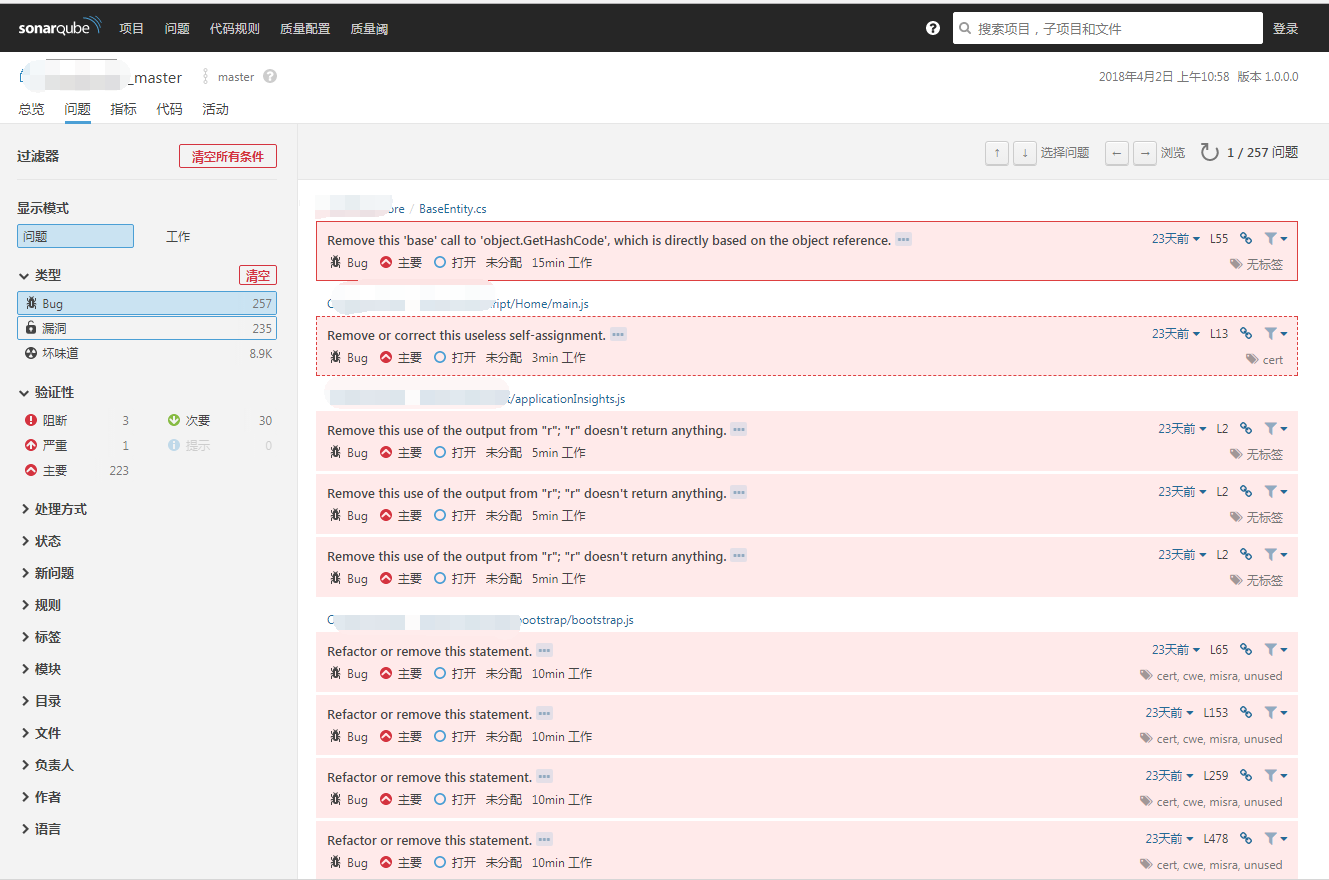 sonarqube 项目 问题 代码规则 质量配置 质量阈 搜索项目，子项目和文件 登录
_master master 2018年4月2日 上午10:58 版本 1.0.0.0
总览 问题 指标 代码 活动
过滤器 清空所有条件
↑ ↓ 选择问题 ← → 浏览 1 / 257 问题
显示模式
问题 工作
类型 清空
Bug 257
漏洞 235
坏味道 8.9K
验证性
阻断 3 次要 30
严重 1 提示 0
主要 223
处理方式
状态
新问题
规则
标签
模块
目录
文件
负责人
作者
语言
ore / BaseEntity.cs
Remove this 'base' call to 'object.GetHashCode', which is directly based on the object reference. 23天前 L55
Bug 主要 打开 未分配 15min 工作 无标签
ript/Home/main.js
Remove or correct this useless self-assignment. 23天前 L13
Bug 主要 打开 未分配 3min 工作 cert
/applicationInsights.js
Remove this use of the output from "r"; "r" doesn't return anything. 23天前 L2
Bug 主要 打开 未分配 5min 工作 无标签
Remove this use of the output from "r"; "r" doesn't return anything. 23天前 L2
Bug 主要 打开 未分配 5min 工作 无标签
Remove this use of the output from "r"; "r" doesn't return anything. 23天前 L2
Bug 主要 打开 未分配 5min 工作 无标签
bootstrap/bootstrap.js
Refactor or remove this statement. 23天前 L65
Bug 主要 打开 未分配 10min 工作 cert, cwe, misra, unused
Refactor or remove this statement. 23天前 L153
Bug 主要 打开 未分配 10min 工作 cert, cwe, misra, unused
Refactor or remove this statement. 23天前 L259
Bug 主要 打开 未分配 10min 工作 cert, cwe, misra, unused
Refactor or remove this statement. 23天前 L478
Bug 主要 打开 未分配 10min 工作 cert, cwe, misra, unused